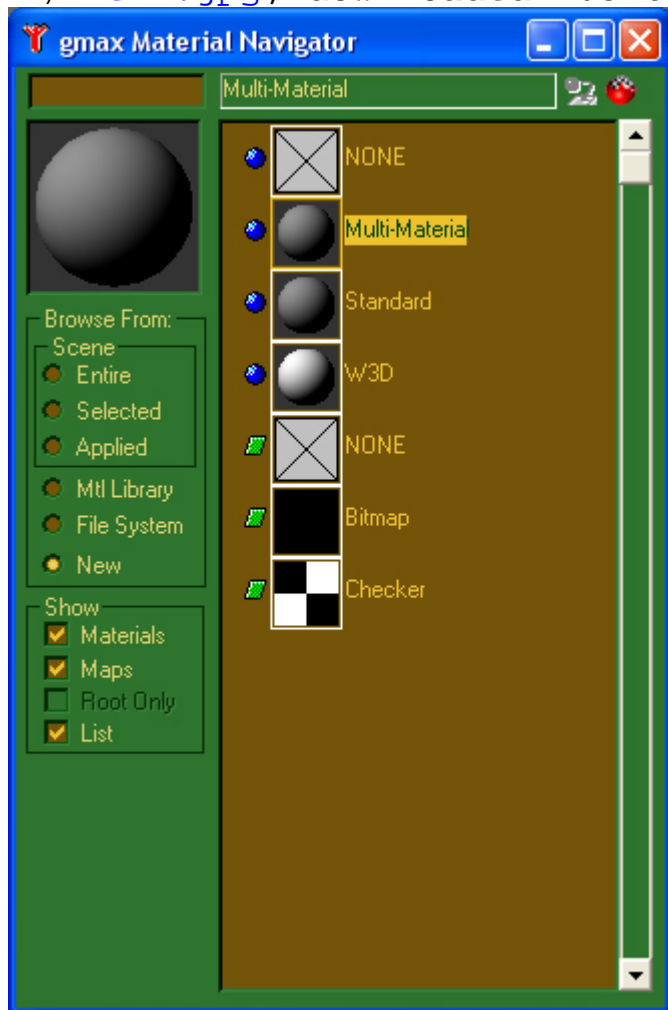 gmax Material Navigator
Multi-Material
NONE
Multi-Material
Standard
W3D
NONE
Bitmap
Checker
Browse From:
Scene
Entire
Selected
Applied
Mtl Library
File System
New
Show
Materials
Maps
Root Only
List